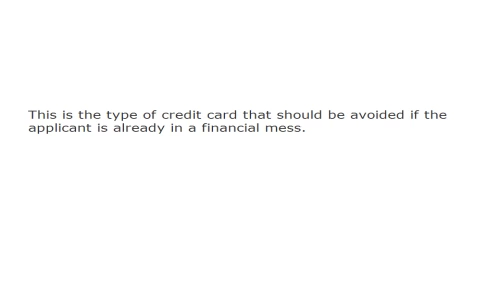 This is the type of credit card that should be avoided if the
applicant is already in a financial mess.